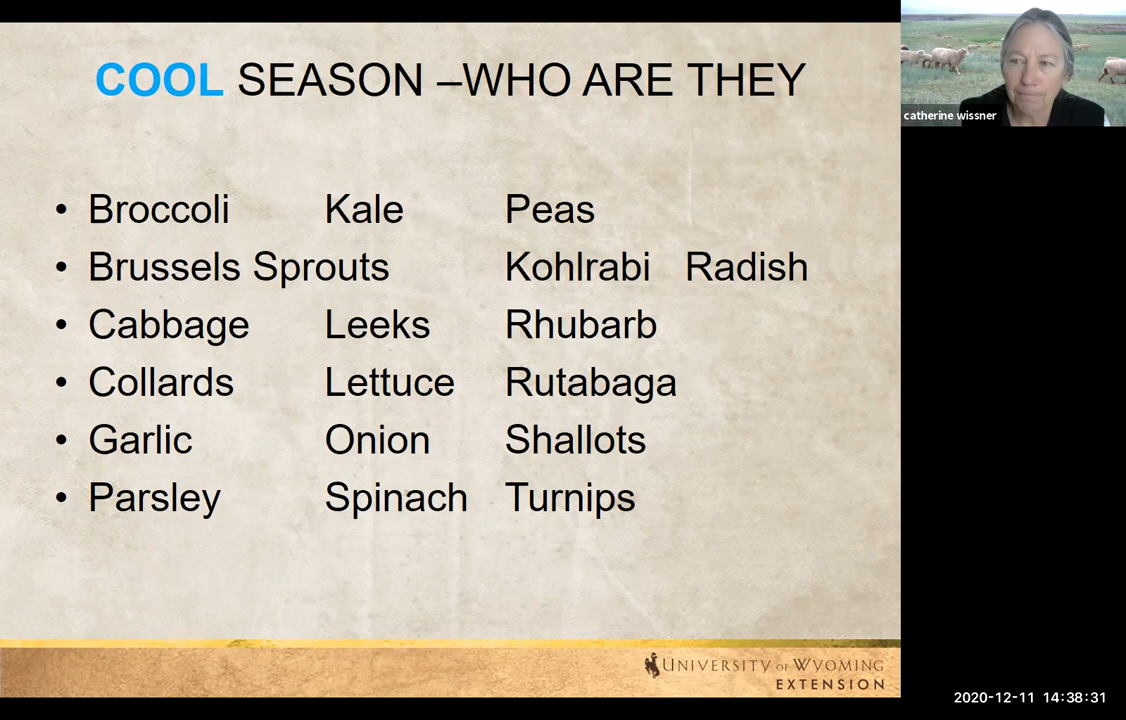 COOL SEASON –WHO ARE THEY
catherine wissner
• Broccoli Kale Peas
• Brussels Sprouts Kohlrabi Radish
• Cabbage Leeks Rhubarb
• Collards Lettuce Rutabaga
• Garlic Onion Shallots
• Parsley Spinach Turnips
UNIVERSITY OF WYOMING
EXTENSION
2020-12-11 14:38:31